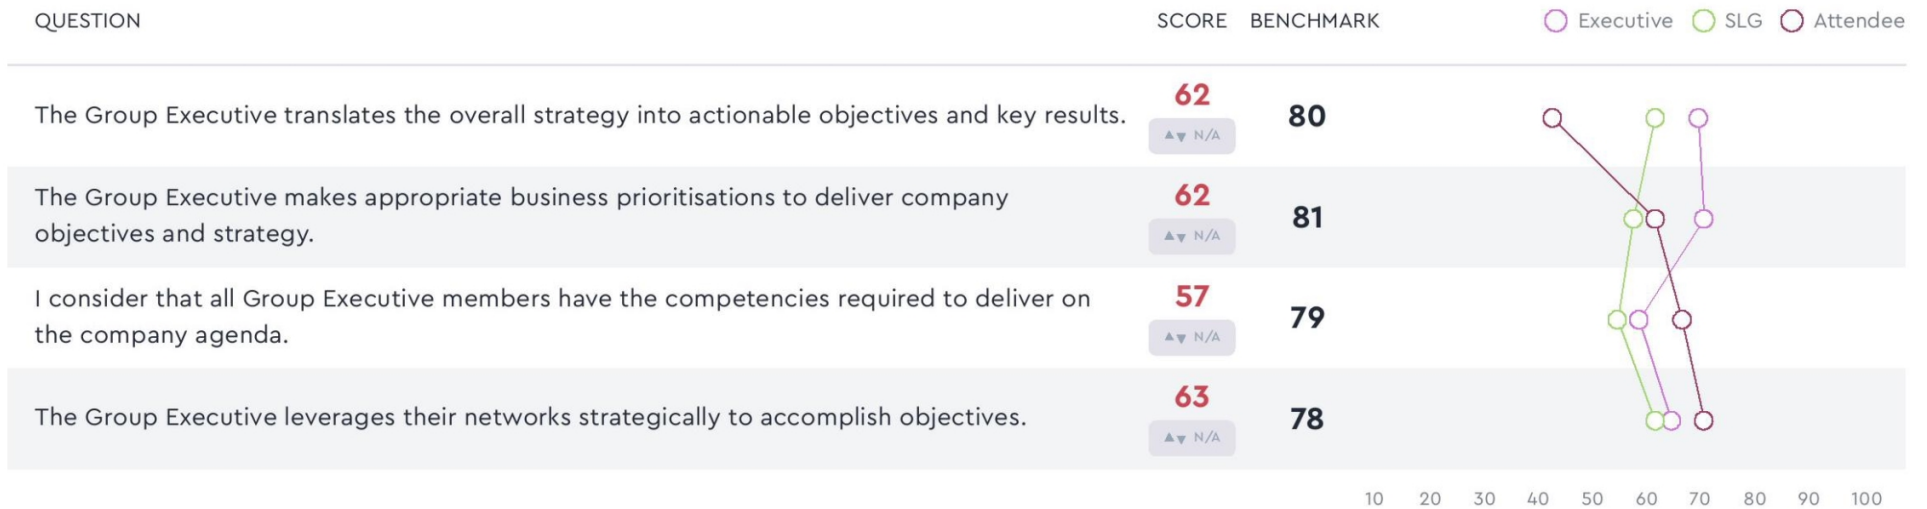 QUESTION SCORE BENCHMARK Executive SLG Attendee
The Group Executive translates the overall strategy into actionable objectives and key results. 62 80
▲▼ N/A
The Group Executive makes appropriate business prioritisations to deliver company 62 81
objectives and strategy. ▲▼ N/A
I consider that all Group Executive members have the competencies required to deliver on 57 79
the company agenda. ▲▼ N/A
The Group Executive leverages their networks strategically to accomplish objectives. 63 78
▲▼ N/A
10 20 30 40 50 60 70 80 90 100